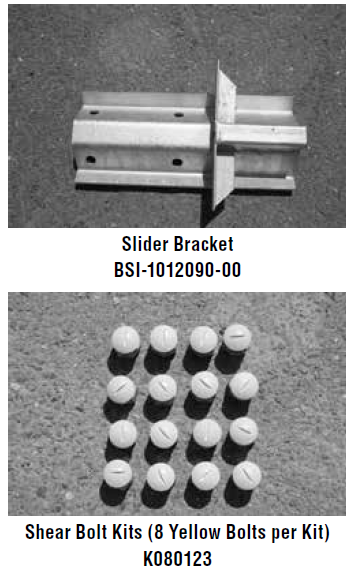 Slider Bracket
BSI-1012090-00
Shear Bolt Kits (8 Yellow Bolts per Kit)
K080123